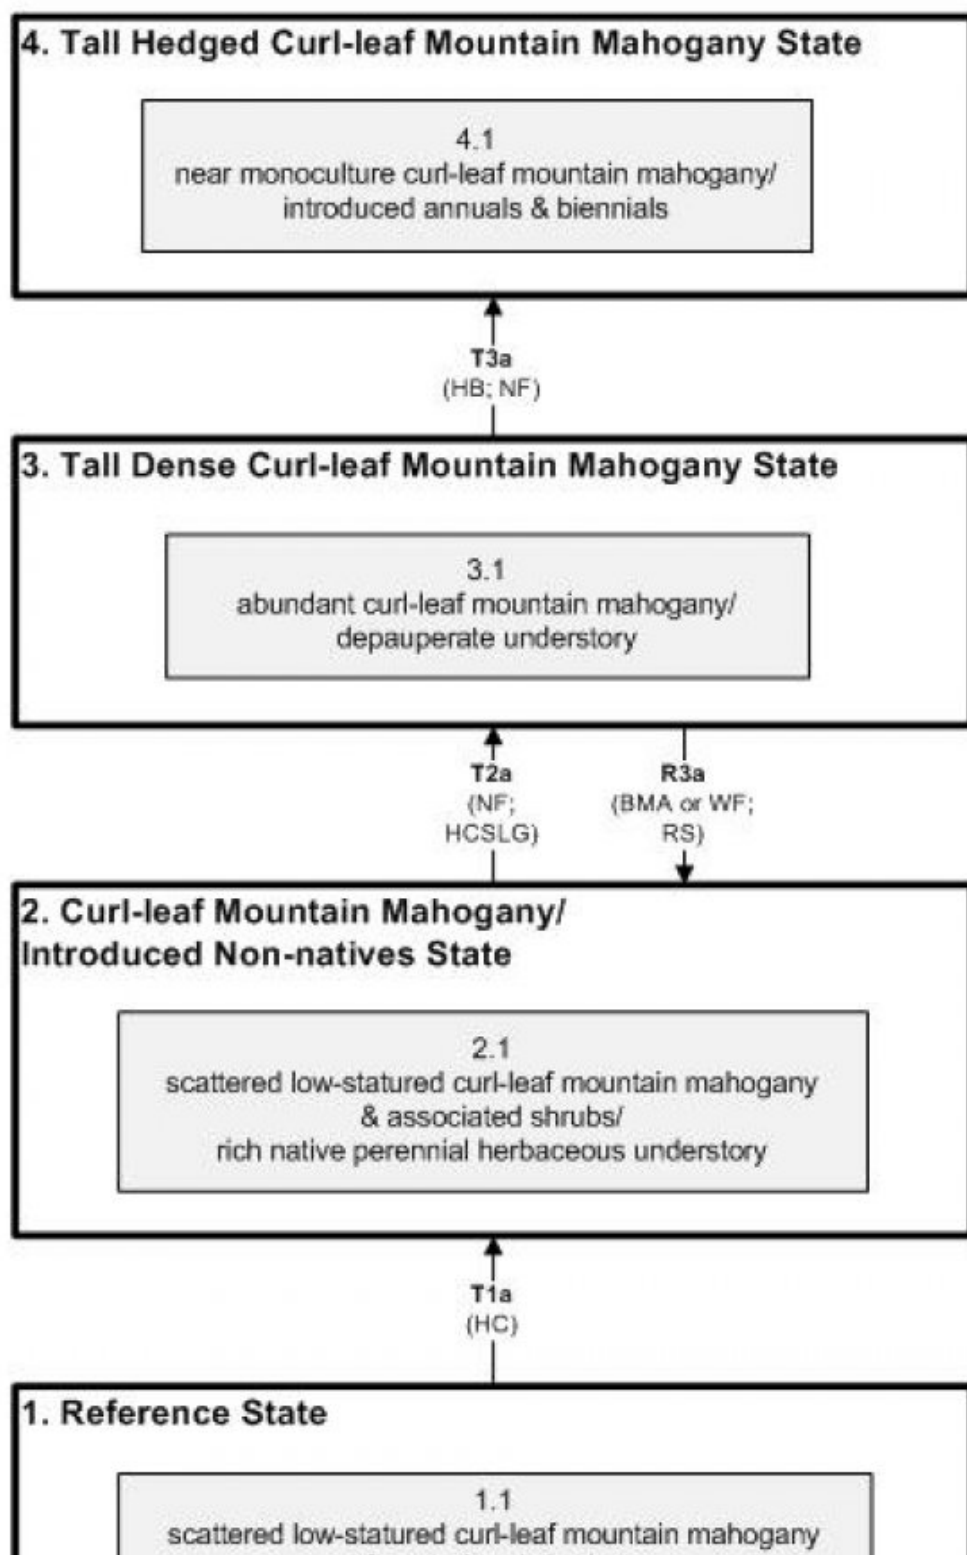 4. Tall Hedged Curl-leaf Mountain Mahogany State
4.1
near monoculture curl-leaf mountain mahogany/
introduced annuals & biennials
T3a
(HB; NF)
3. Tall Dense Curl-leaf Mountain Mahogany State
3.1
abundant curl-leaf mountain mahogany/
depauperate understory
T2a
(NF;
HCSLG)
R3a
(BMA or WF;
RS)
2. Curl-leaf Mountain Mahogany/
Introduced Non-natives State
2.1
scattered low-statured curl-leaf mountain mahogany
& associated shrubs/
rich native perennial herbaceous understory
T1a
(HC)
1. Reference State
1.1
scattered low-statured curl-leaf mountain mahogany